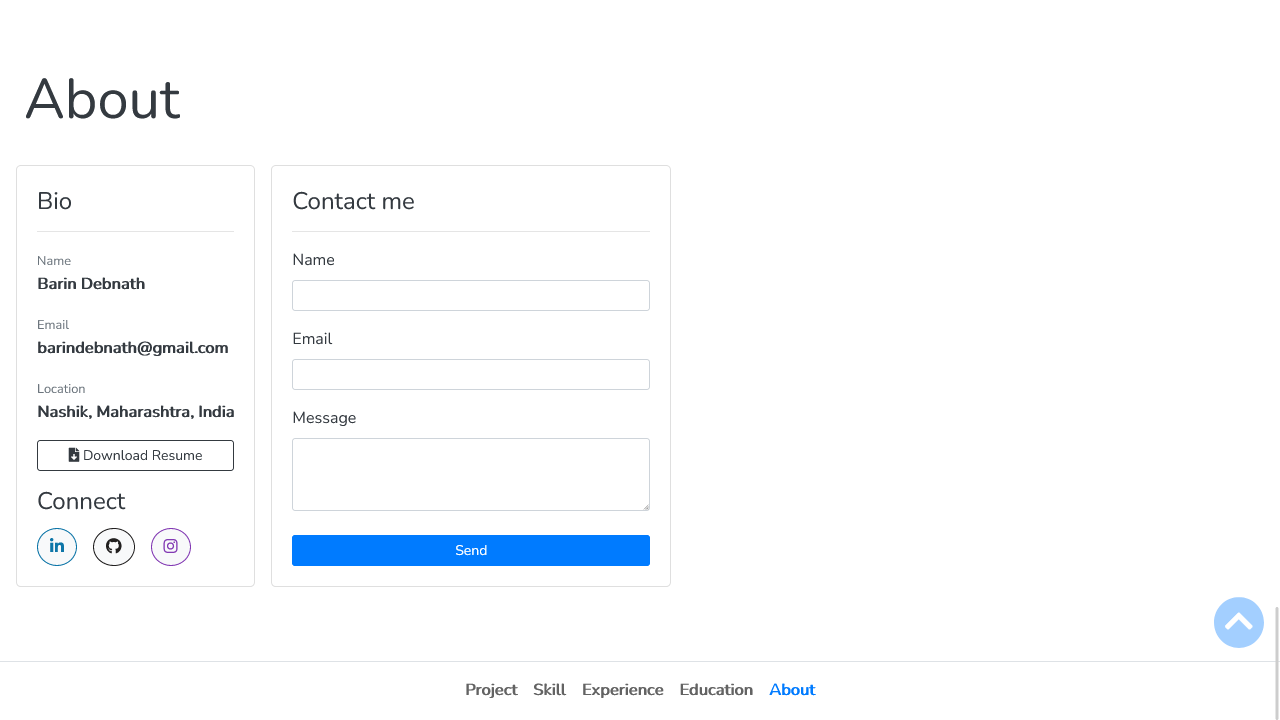 About
Bio
Name
Barin Debnath
Email
barindebnath@gmail.com
Location
Nashik, Maharashtra, India
Download Resume
Connect
in
Contact me
Name
Email
Message
Send
Project Skill Experience Education About